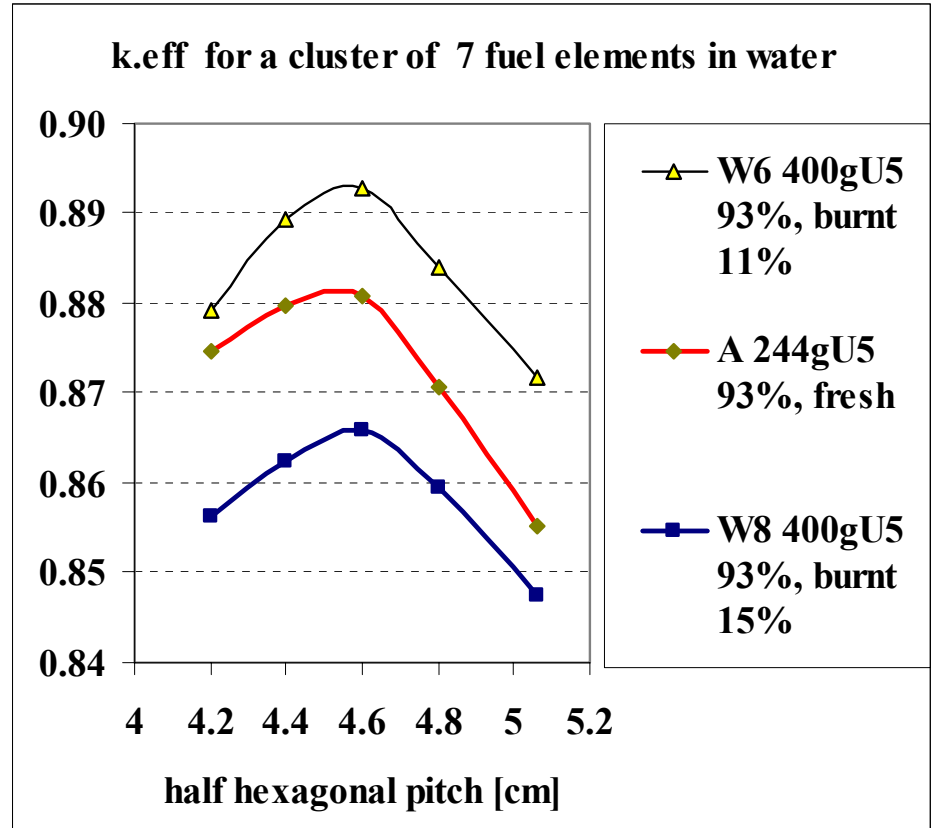 k.eff for a cluster of 7 fuel elements in water
0.90
0.89
0.88
0.87
0.86
0.85
0.84
4 4.2 4.4 4.6 4.8 5 5.2
half hexagonal pitch [cm]
W6 400gU5
93%, burnt
11%
A 244gU5
93%, fresh
W8 400gU5
93%, burnt
15%